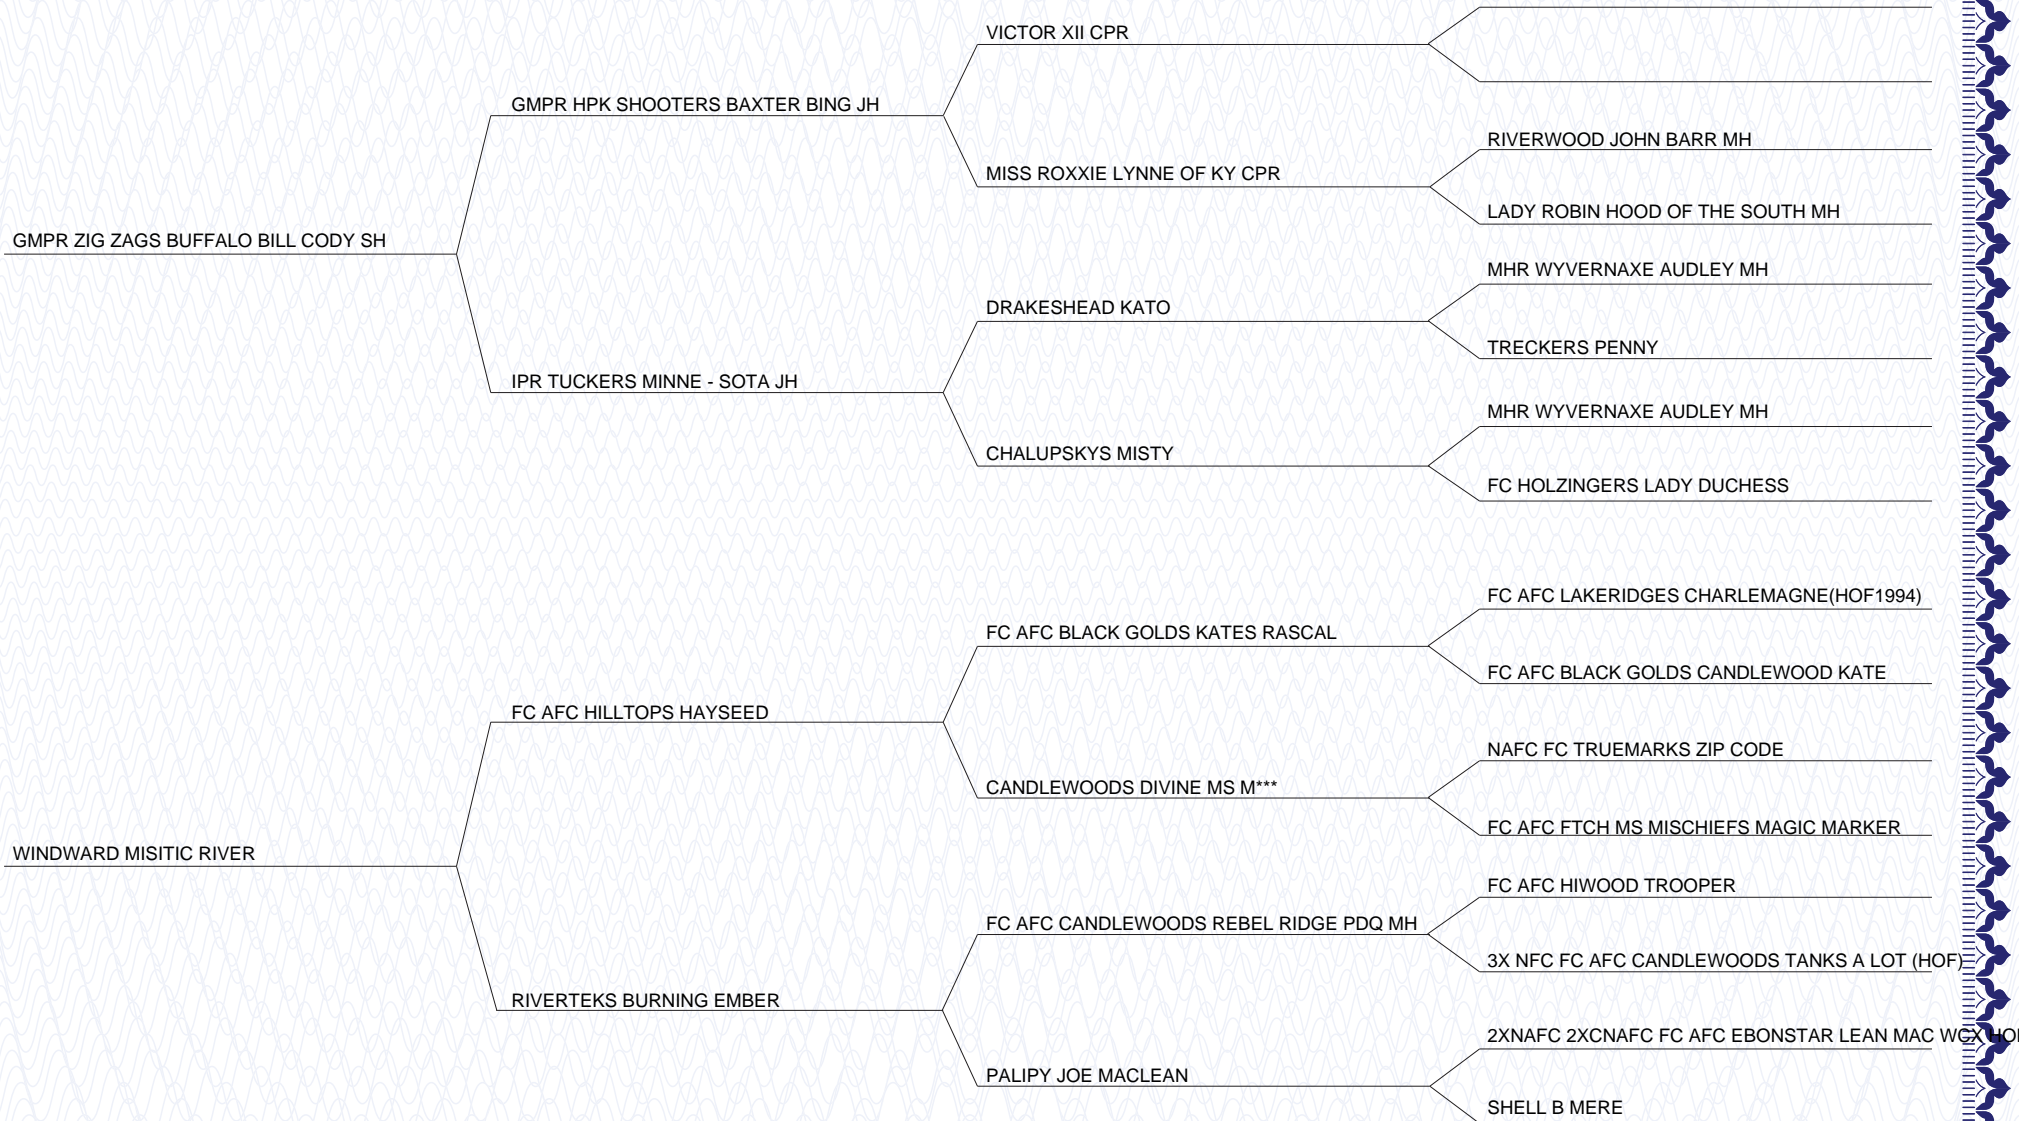 VICTOR XII CPR
GMPR HPK SHOOTERS BAXTER BING JH
RIVERWOOD JOHN BARR MH
MISS ROXXIE LYNNE OF KY CPR
LADY ROBIN HOOD OF THE SOUTH MH
GMPR ZIG ZAGS BUFFALO BILL CODY SH
MHR WYVERNAXE AUDLEY MH
DRAKESHEAD KATO
TRECKERS PENNY
IPR TUCKERS MINNE - SOTA JH
MHR WYVERNAXE AUDLEY MH
CHALUPSKYS MISTY
FC HOLZINGERS LADY DUCHESS
FC AFC LAKERIDGES CHARLEMAGNE(HOF1994)
FC AFC BLACK GOLDS KATES RASCAL
FC AFC BLACK GOLDS CANDLEWOOD KATE
FC AFC HILLTOPS HAYSEED
NAFC FC TRUEMARKS ZIP CODE
CANDLEWOODS DIVINE MS M***
FC AFC FTCH MS MISCHIEFS MAGIC MARKER
WINDWARD MISITIC RIVER
FC AFC HIWOOD TROOPER
FC AFC CANDLEWOODS REBEL RIDGE PDQ MH
3X NFC FC AFC CANDLEWOODS TANKS A LOT (HOF)
RIVERTEKS BURNING EMBER
2XNAFC 2XCNAFC FC AFC EBONSTAR LEAN MAC WCX
PALIPY JOE MACLEAN
SHELL B MERE